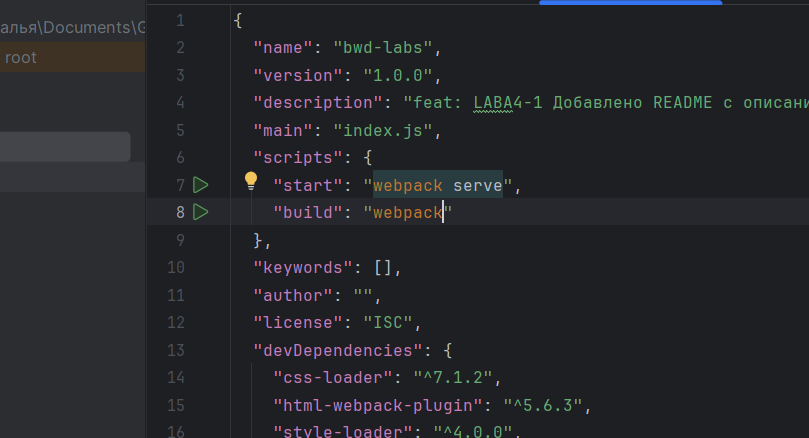 алья\Documents\G
root
1 {
2 "name": "bwd-labs",
3 "version": "1.0.0",
4 "description": "feat: LABA4-1 Добавлено README с описани
5 "main": "index.js",
6 "scripts": {
7 "start": "webpack serve",
8 "build": "webpack"
9 },
10 "keywords": [],
11 "author": "",
12 "license": "ISC",
13 "devDependencies": {
14 "css-loader": "^7.1.2",
15 "html-webpack-plugin": "^5.6.3",
16 "style-loader": "^4.0.0",